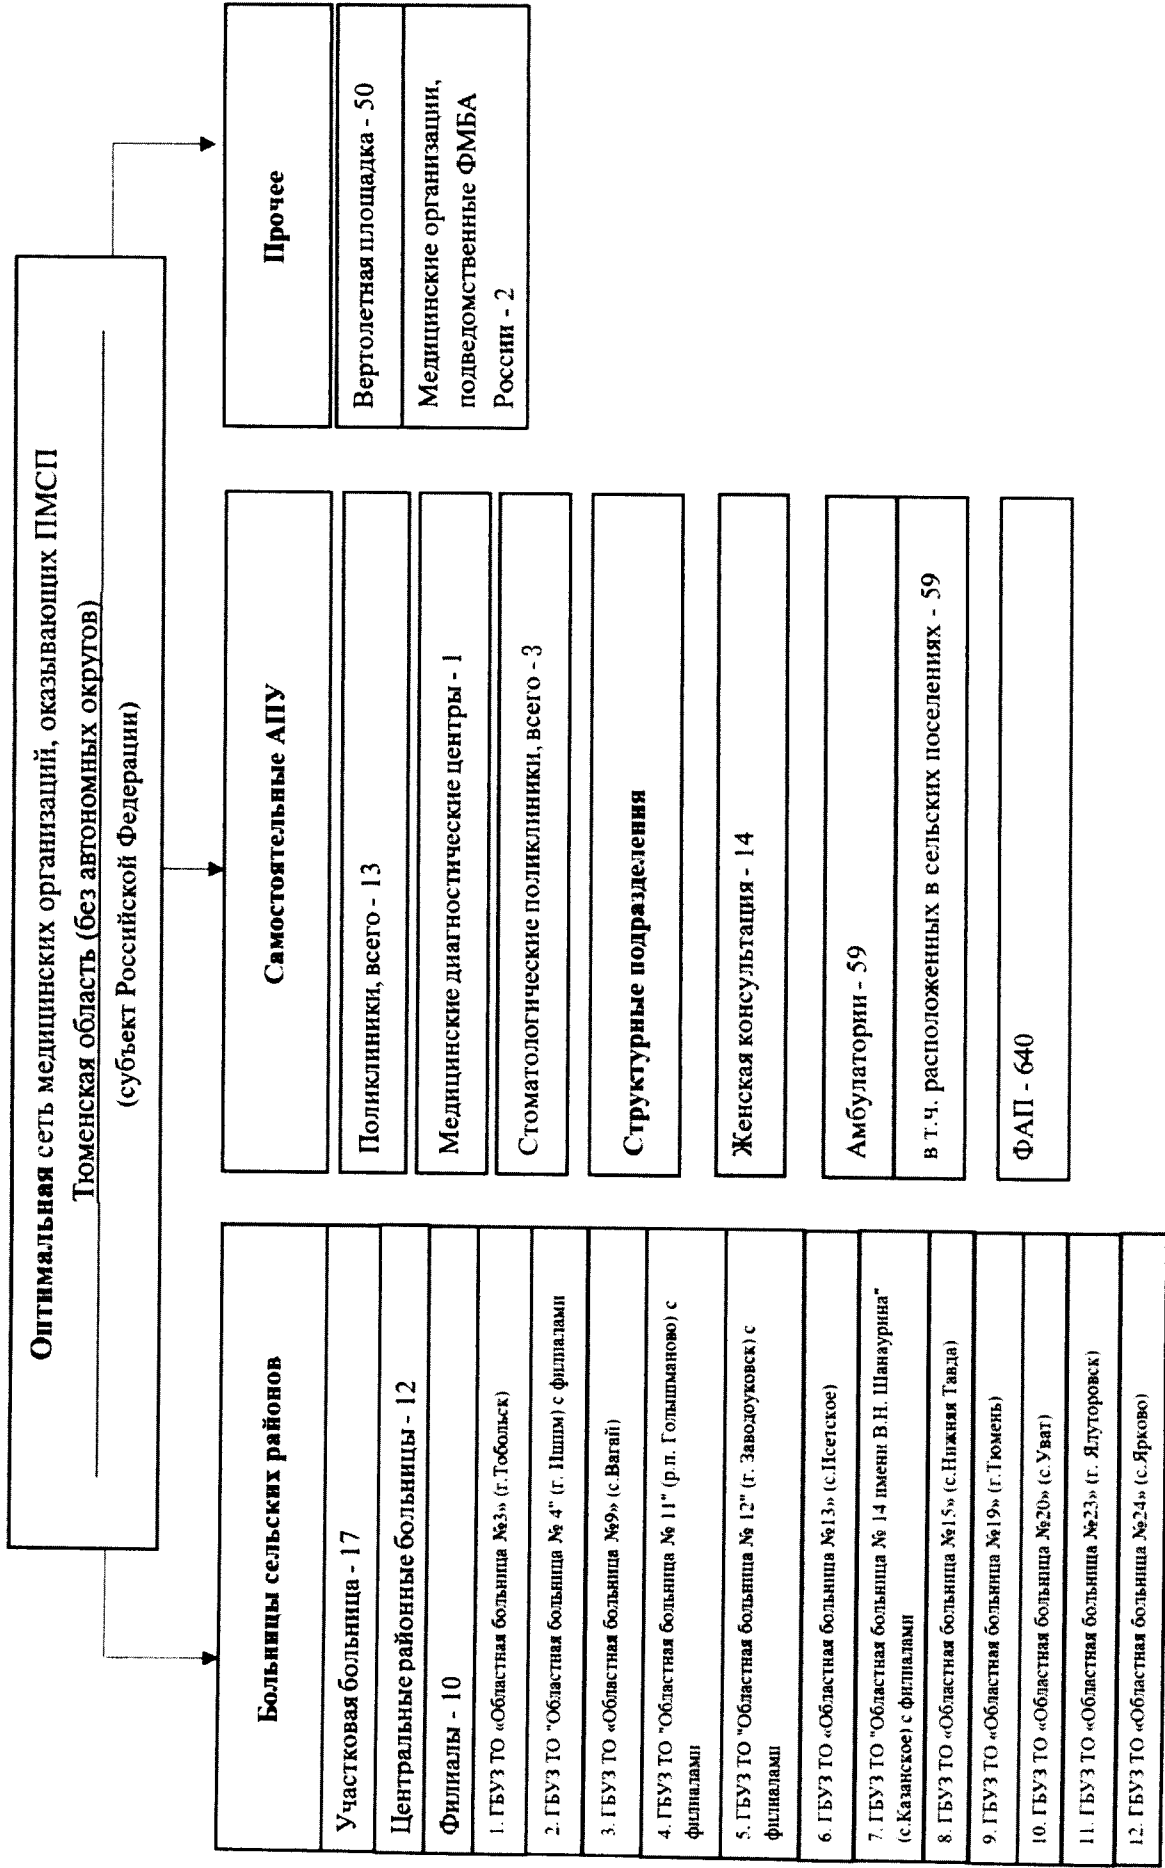 Оптимальная сеть медицинских организаций, оказывающих ПМСП
Тюменская область (без автономных округов)
(субъект Российской Федерации)
Больницы сельских районов
Участковая больница - 17
Центральные районные больницы - 12
Филиалы - 10
1. ГБУЗ ТО «Областная больница №3» (г.Тобольск)
2. ГБУЗ ТО "Областная больница № 4" (г. Ишим) с филиалами
3. ГБУЗ ТО «Областная больница №9» (с.Вагай)
4. ГБУЗ ТО "Областная больница № 11" (р.п. Голышманово) с
филиалами
5. ГБУЗ ТО "Областная больница № 12" (г. Заводоуковск) с
филиалами
6. ГБУЗ ТО «Областная больница №13» (с.Исетское)
7. ГБУЗ ТО "Областная больница № 14 имени В.Н. Шанаурина"
(с.Казанское) с филиалами
8. ГБУЗ ТО «Областная больница №15» (с.Нижняя Тавда)
9. ГБУЗ ТО «Областная больница №19» (г.Тюмень)
10. ГБУЗ ТО «Областная больница №20» (с.Уват)
11. ГБУЗ ТО «Областная больница №23» (г. Ялуторовск)
12. ГБУЗ ТО «Областная больница №24» (с.Ярково)
Самостоятельные АПУ
Поликлиники, всего - 13
Медицинские диагностические центры - 1
Стоматологические поликлиники, всего - 3
Структурные подразделения
Женская консультация - 14
Амбулатории - 59
в т.ч. расположенных в сельских поселениях - 59
ФАП - 640
Прочее
Вертолетная площадка - 50
Медицинские организации,
подведомственные ФМБА
России - 2